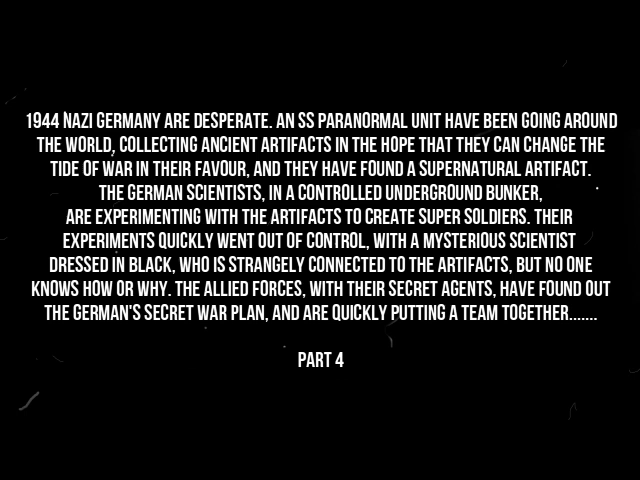 1944 NAZI GERMANY ARE DESPERATE. AN SS PARANORMAL UNIT HAVE BEEN GOING AROUND
THE WORLD, COLLECTING ANCIENT ARTIFACTS IN THE HOPE THAT THEY CAN CHANGE THE
TIDE OF WAR IN THEIR FAVOUR, AND THEY HAVE FOUND A SUPERNATURAL ARTIFACT.
THE GERMAN SCIENTISTS, IN A CONTROLLED UNDERGROUND BUNKER,
ARE EXPERIMENTING WITH THE ARTIFACTS TO CREATE SUPER SOLDIERS. THEIR
EXPERIMENTS QUICKLY WENT OUT OF CONTROL, WITH A MYSTERIOUS SCIENTIST
DRESSED IN BLACK, WHO IS STRANGELY CONNECTED TO THE ARTIFACTS, BUT NO ONE
KNOWS HOW OR WHY. THE ALLIED FORCES, WITH THEIR SECRET AGENTS, HAVE FOUND OUT
THE GERMAN'S SECRET WAR PLAN, AND ARE QUICKLY PUTTING A TEAM TOGETHER.......
PART 4